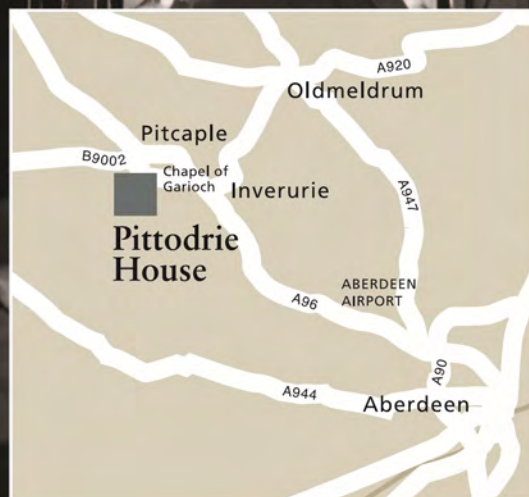 A920
Oldmeldrum
Pitcaple
B9002
Chapel of
Garioch
Inverurie
A947
Pittodrie
House
ABERDEEN
AIRPORT
A96
A90
A944
Aberdeen